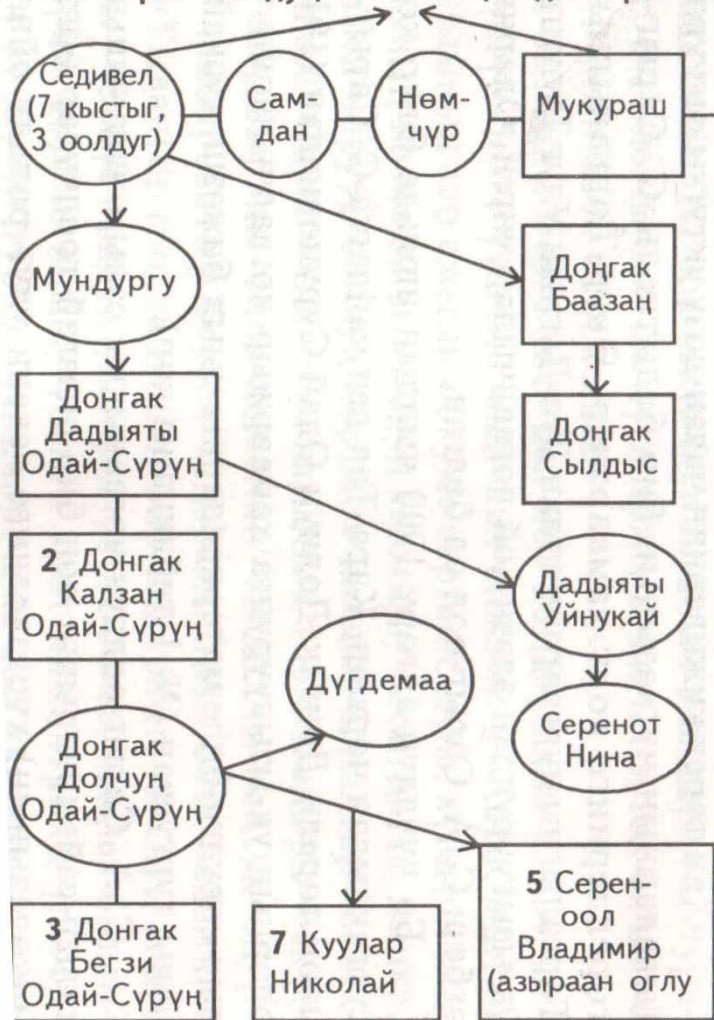 Седивел
(7 кыстыг,
3 оолдуг)
Сам-
дан
Нөм-
чүр
Мукураш
Мундургу
Доңгак
Баазаң
Донгак
Дадыяты
Одай-Сүрүң
Доңгак
Сылдыс
2 Донгак
Калзан
Одай-Сүрүң
Дадыяты
Уйнукай
Дүгдемаа
Серенот
Нина
Донгак
Долчуң
Одай-Сүрүң
3 Донгак
Бегзи
Одай-Сүрүң
7 Куулар
Николай
5 Серен-
оол
Владимир
(азыраан оглу